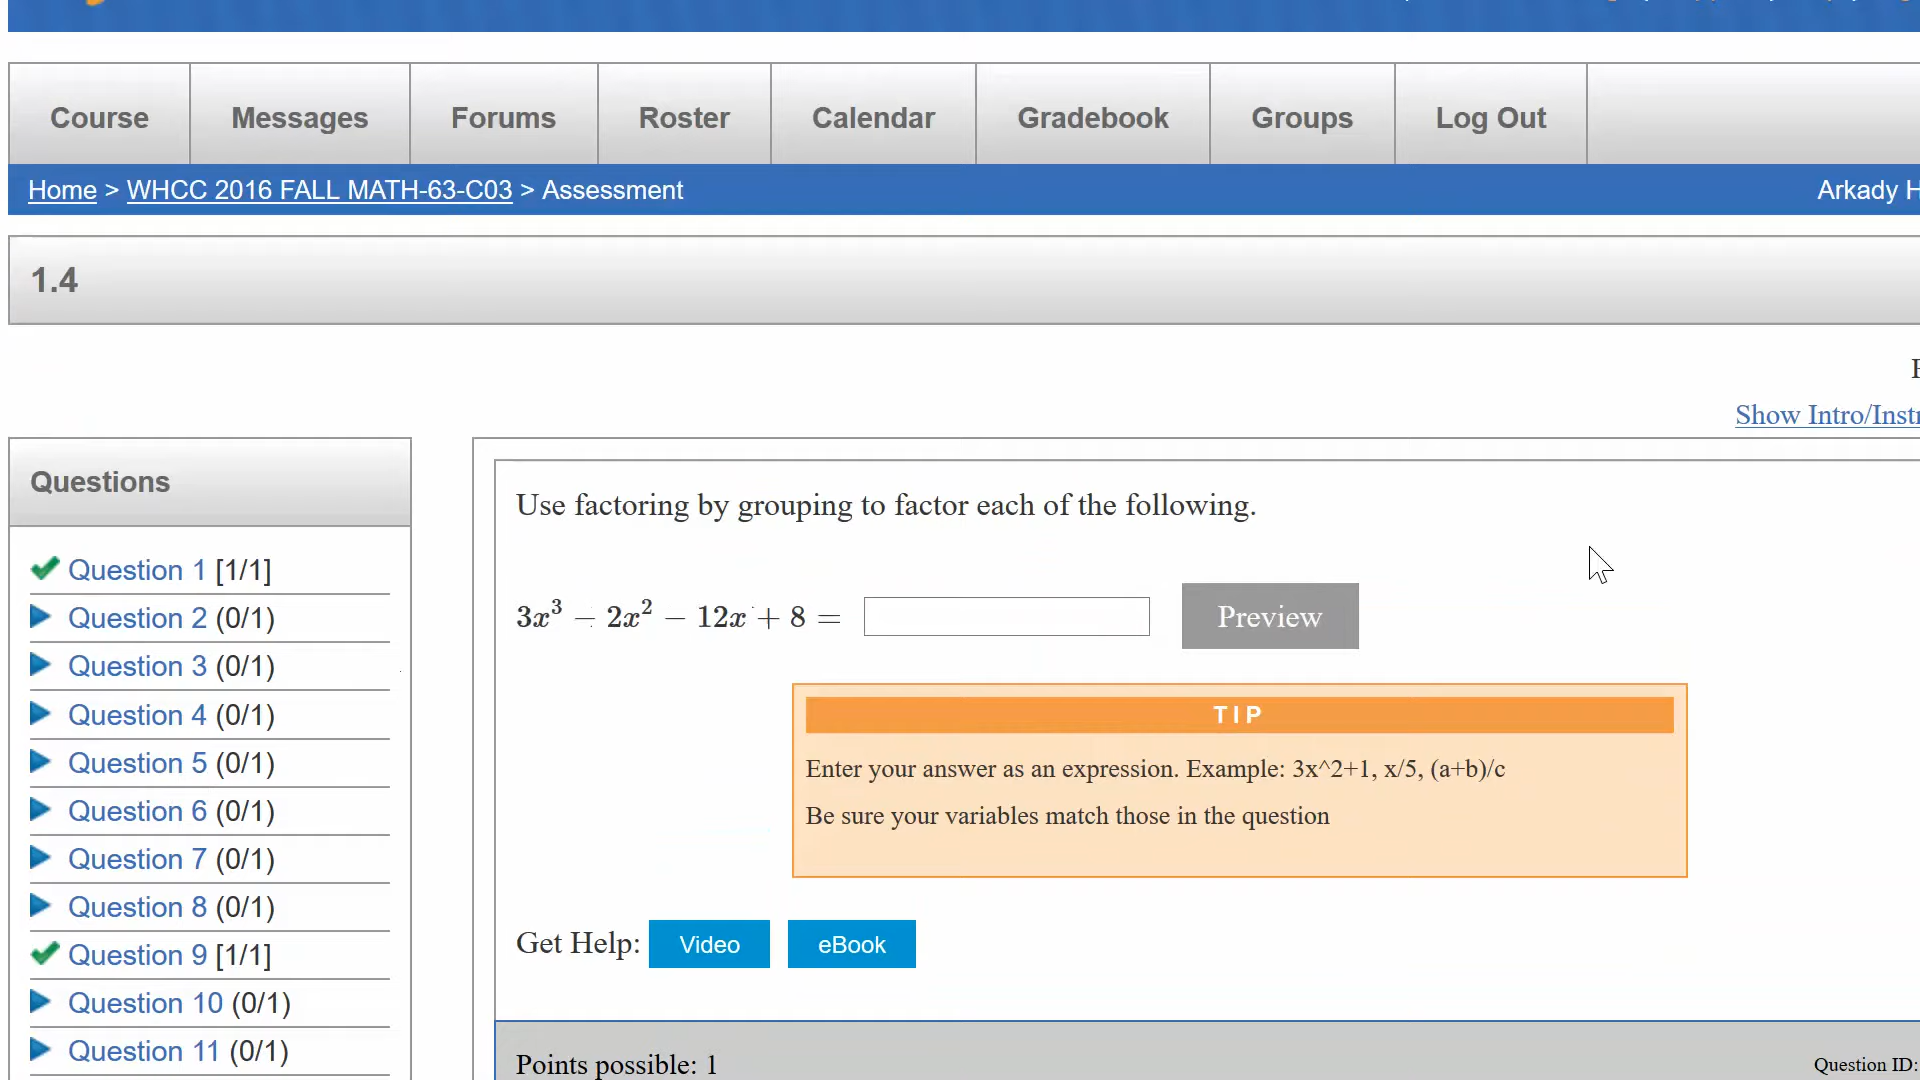 Course Messages Forums Roster Calendar Gradebook Groups Log Out
Home > WHCC 2016 FALL MATH-63-C03 > Assessment
Arkady
1.4
Show
Questions
Question 1 [1/1]
Question 2 (0/1)
Question 3 (0/1)
Question 4 (0/1)
Question 5 (0/1)
Question 6 (0/1)
Question 7 (0/1)
Question 8 (0/1)
Question 9 [1/1]
Question 10 (0/1)
Question 11 (0/1)
Use factoring by grouping to factor each of the following.
3x³ − 2x² − 12x + 8 =
Preview
TIP
Enter your answer as an expression. Example: 3x^2+1, x/5, (a+b)/c
Be sure your variables match those in the question
Get Help: Video eBook
Points possible: 1
Question ID: